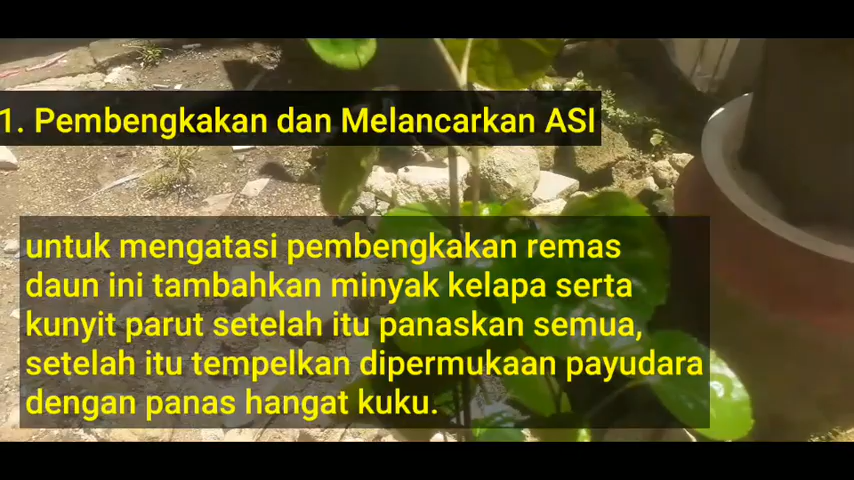 1. Pembengkakan dan Melancarkan ASI
untuk mengatasi pembengkakan remas
daun ini tambahkan minyak kelapa serta
kunyit parut setelah itu panaskan semua,
setelah itu tempelkan dipermukaan payudara
dengan panas hangat kuku.